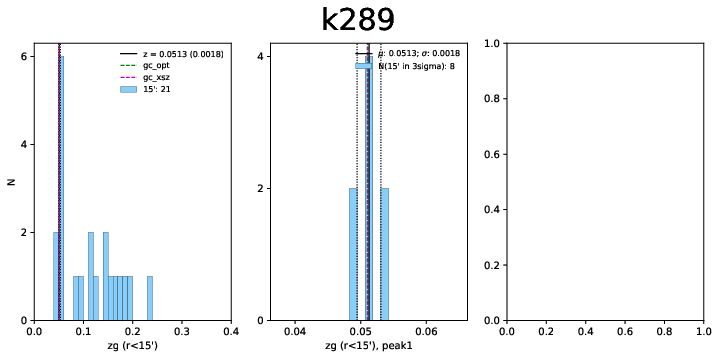 k289
z = 0.0513 (0.0018)
gc_opt
gc_xsz
15': 21
N
6
4
2
0
0.0 0.1 0.2 0.3 0.4
zg (r<15')
μ: 0.0513; σ: 0.0018
N(15' in 3sigma): 8
4
2
0
0.04 0.05 0.06
zg (r<15'), peak1
1.0
0.8
0.6
0.4
0.2
0.0
0.0 0.2 0.4 0.6 0.8 1.0